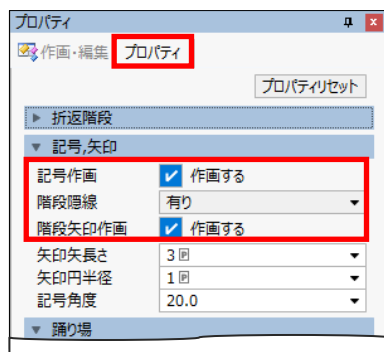 プロパティ
作画・編集 プロパティ
プロパティリセット
折返階段
記号,矢印
記号作画 作画する
階段隠線 有り
階段矢印作画 作画する
矢印矢長さ 3 P
矢印円半径 1 P
記号角度 20.0
踊り場